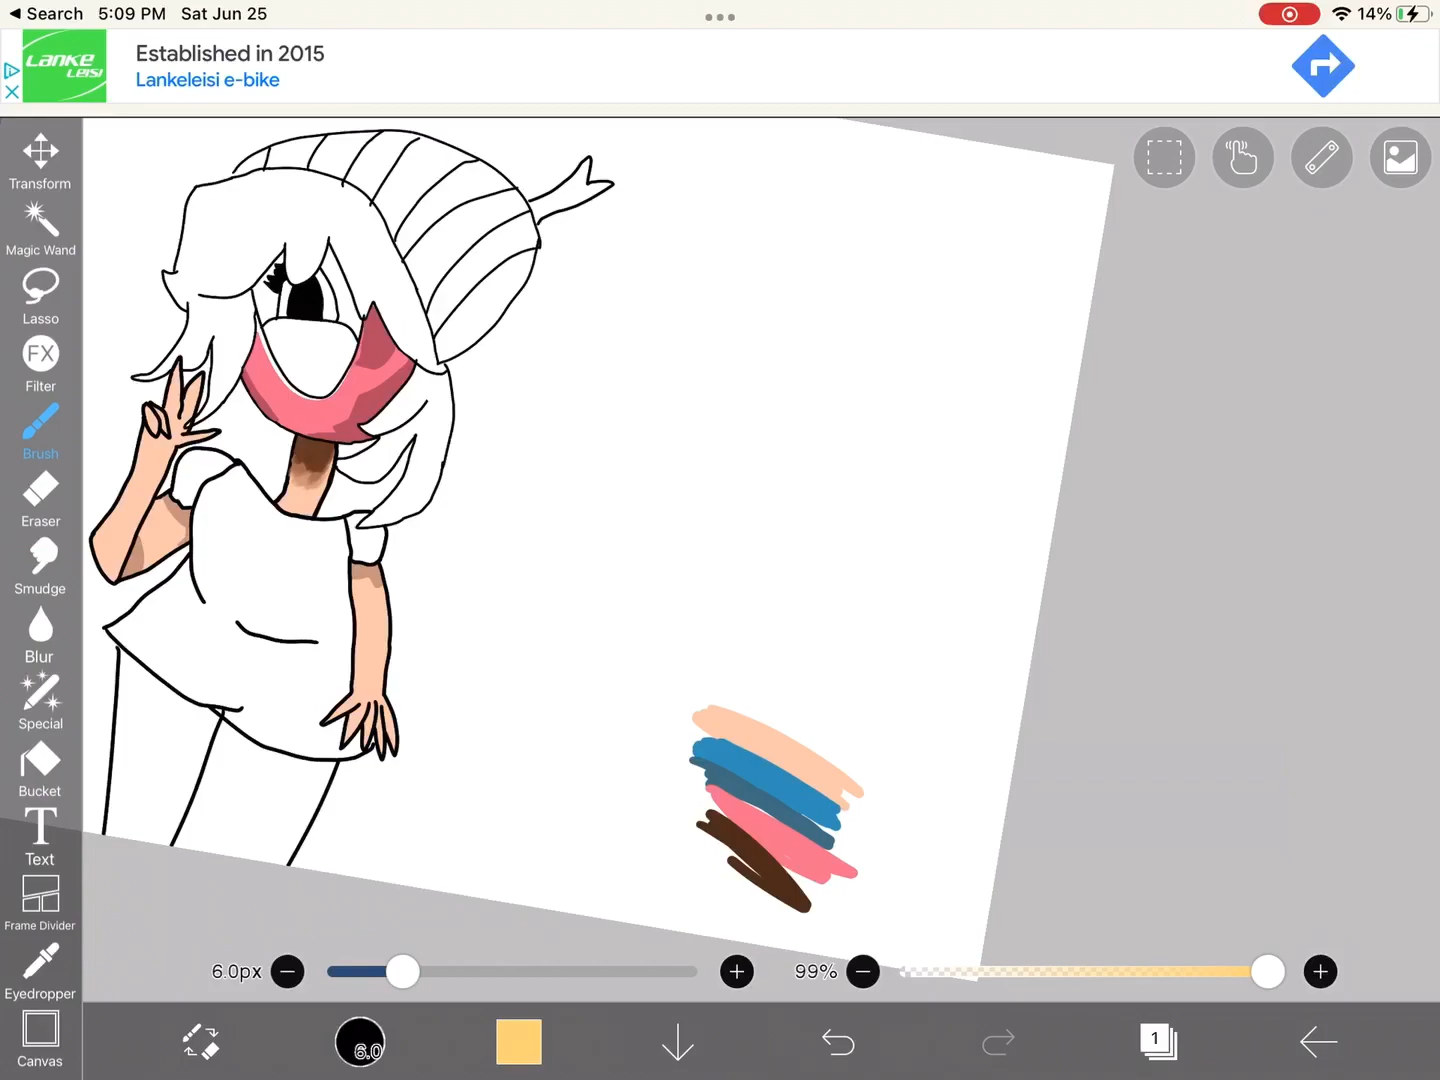 Search 5:09 PM Sat Jun 25
14%
LANKE
LEISI
Established in 2015
Lankeleisi e-bike
Transform
Magic Wand
Lasso
FX
Filter
Brush
Eraser
Smudge
Blur
Special
Bucket
T
Text
Frame Divider
Eyedropper
Canvas
6.0px
99%
6.0
1